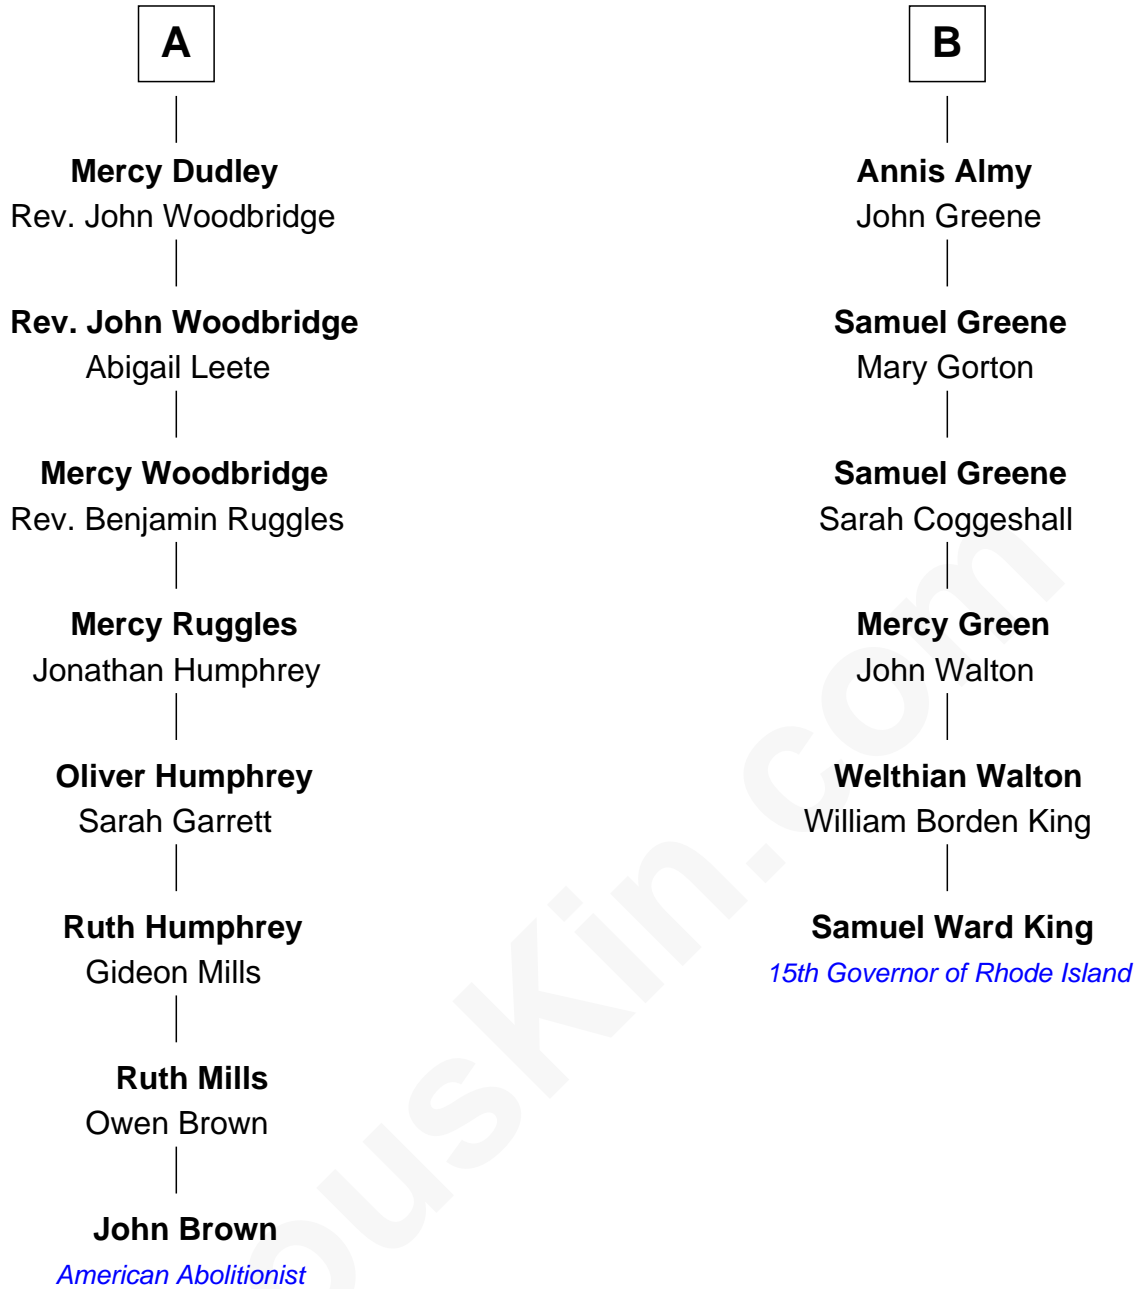 A
Mercy Dudley
Rev. John Woodbridge
Rev. John Woodbridge
Abigail Leete
Mercy Woodbridge
Rev. Benjamin Ruggles
Mercy Ruggles
Jonathan Humphrey
Oliver Humphrey
Sarah Garrett
Ruth Humphrey
Gideon Mills
Ruth Mills
Owen Brown
John Brown
American Abolitionist
B
Annis Almy
John Greene
Samuel Greene
Mary Gorton
Samuel Greene
Sarah Coggeshall
Mercy Green
John Walton
Welthian Walton
William Borden King
Samuel Ward King
15th Governor of Rhode Island
ousKin.com